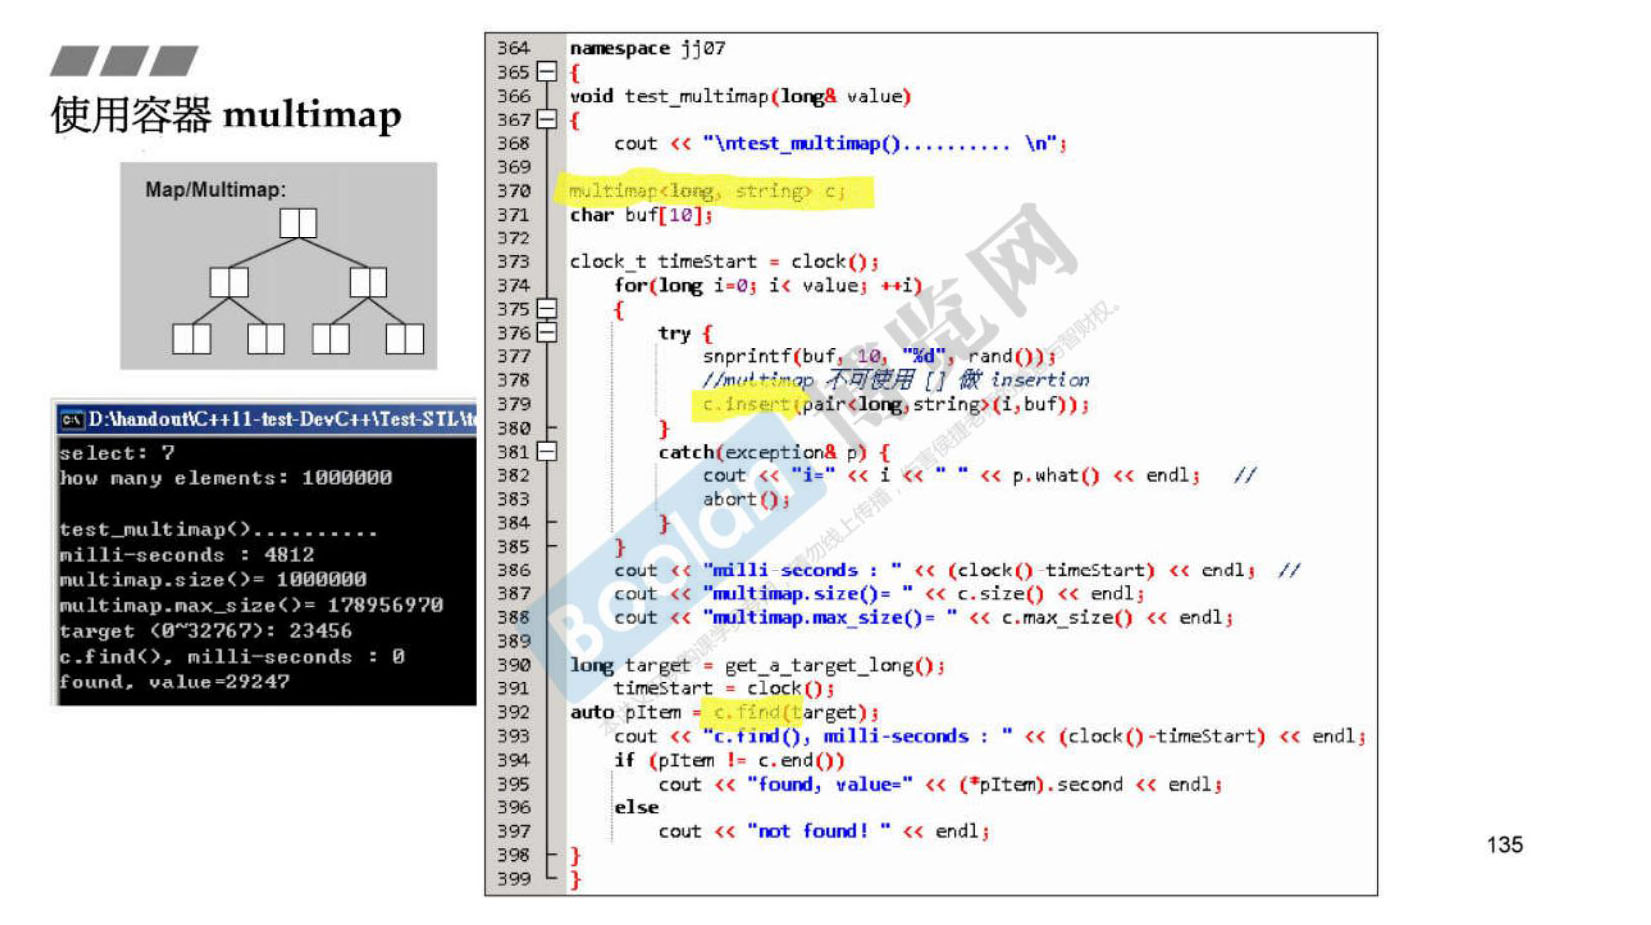 使用容器 multimap
Map/Multimap:
D:\handout\C++11-test-DevC++\Test-STL\te
select: 7
how many elements: 1000000
test_multimap()..........
milli-seconds : 4812
multimap.size()= 1000000
multimap.max_size()= 178956970
target (0~32767): 23456
c.find(), milli-seconds : 0
found, value=29247
364 namespace jj07
365 {
366 void test_multimap(long& value)
367 {
368 cout << "\ntest_multimap().......... \n";
369
370 multimap<long, string> c;
371 char buf[10];
372
373 clock_t timeStart = clock();
374 for(long i=0; i< value; ++i)
375 {
376 try {
377 snprintf(buf, 10, "%d", rand());
378 //multimap 不可使用 [] 做 insertion
379 c.insert(pair<long,string>(i,buf));
380 }
381 catch(exception& p) {
382 cout << "i=" << i << " " << p.what() << endl; //
383 abort();
384 }
385 }
386 cout << "milli-seconds : " << (clock()-timeStart) << endl; //
387 cout << "multimap.size()= " << c.size() << endl;
388 cout << "multimap.max_size()= " << c.max_size() << endl;
389
390 long target = get_a_target_long();
391 timeStart = clock();
392 auto pItem = c.find(target);
393 cout << "c.find(), milli-seconds : " << (clock()-timeStart) << endl;
394 if (pItem != c.end())
395 cout << "found, value=" << (*pItem).second << endl;
396 else
397 cout << "not found! " << endl;
398 }
399 }
Boolan 博览网
135